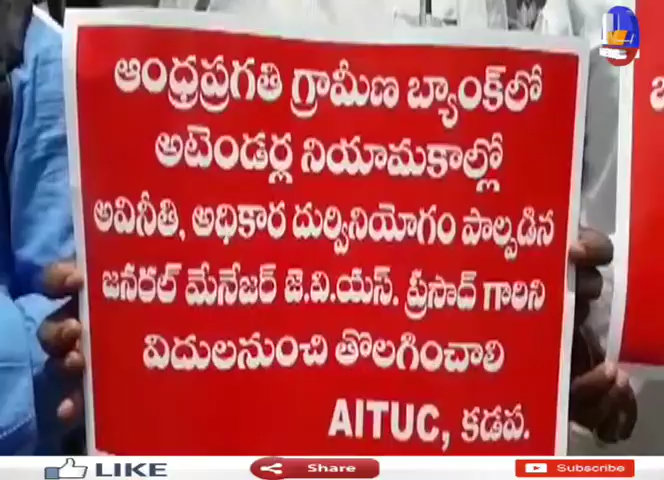 ఆంధ్రప్రగతి గ్రామీణ బ్యాంక్‌లో
అటెండర్ల నియామకాల్లో
అవినీతి, అధికార దుర్వినియోగం పాల్పడిన
జనరల్ మేనేజర్ జె.వి.యస్. ప్రసాద్ గారిని
విదులనుంచి తొలగించాలి
AITUC, కడప.
LIKE
Share
Subscribe